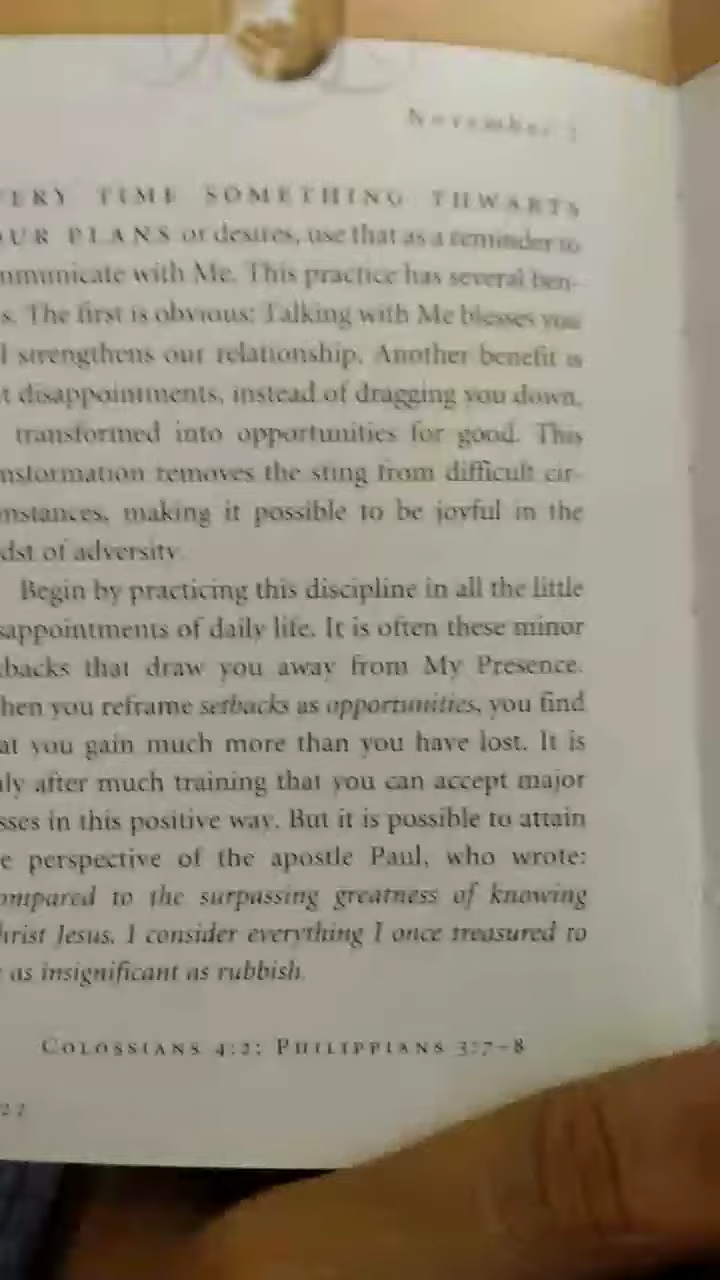 November
ERY TIME SOMETHING THWARTS
UR PLANS or desires, use that as a reminder to
mmunicate with Me. This practice has several ben-
s. The first is obvious: Talking with Me blesses you
strengthens our relationship. Another benefit is
t disappointments, instead of dragging you down,
transformed into opportunities for good. This
nsformation removes the sting from difficult cir-
mstances, making it possible to be joyful in the
dst of adversity.
Begin by practicing this discipline in all the little
sappointments of daily life. It is often these minor
tbacks that draw you away from My Presence.
hen you reframe setbacks as opportunities, you find
at you gain much more than you have lost. It is
nly after much training that you can accept major
sses in this positive way. But it is possible to attain
e perspective of the apostle Paul, who wrote:
ompared to the surpassing greatness of knowing
hrist Jesus, I consider everything I once treasured to
as insignificant as rubbish.
COLOSSIANS 4:2; PHILIPPIANS 3:7–8
22